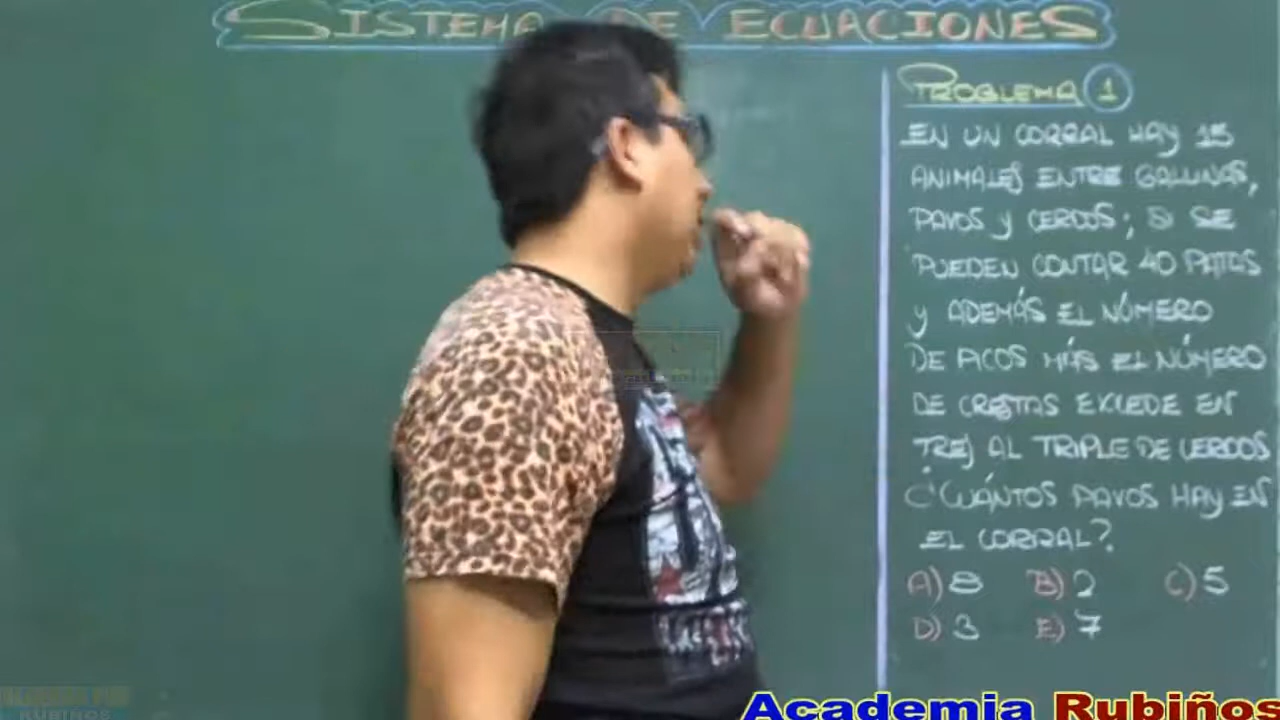 SISTEMA DE ECUACIONES
PROBLEMA 1
EN UN CORRAL HAY 15
ANIMALES ENTRE GALLINAS,
PAVOS Y CERDOS; SI SE
PUEDEN CONTAR 40 PATAS
Y ADEMÁS EL NÚMERO
DE PICOS MÁS EL NÚMERO
DE CRESTAS EXCEDE EN
TRES AL TRIPLE DE CERDOS
¿CUÁNTOS PAVOS HAY EN
EL CORRAL?
A) 8 B) 2 C) 5
D) 3 E) 7
Academia Rubiños
RUBIÑOS